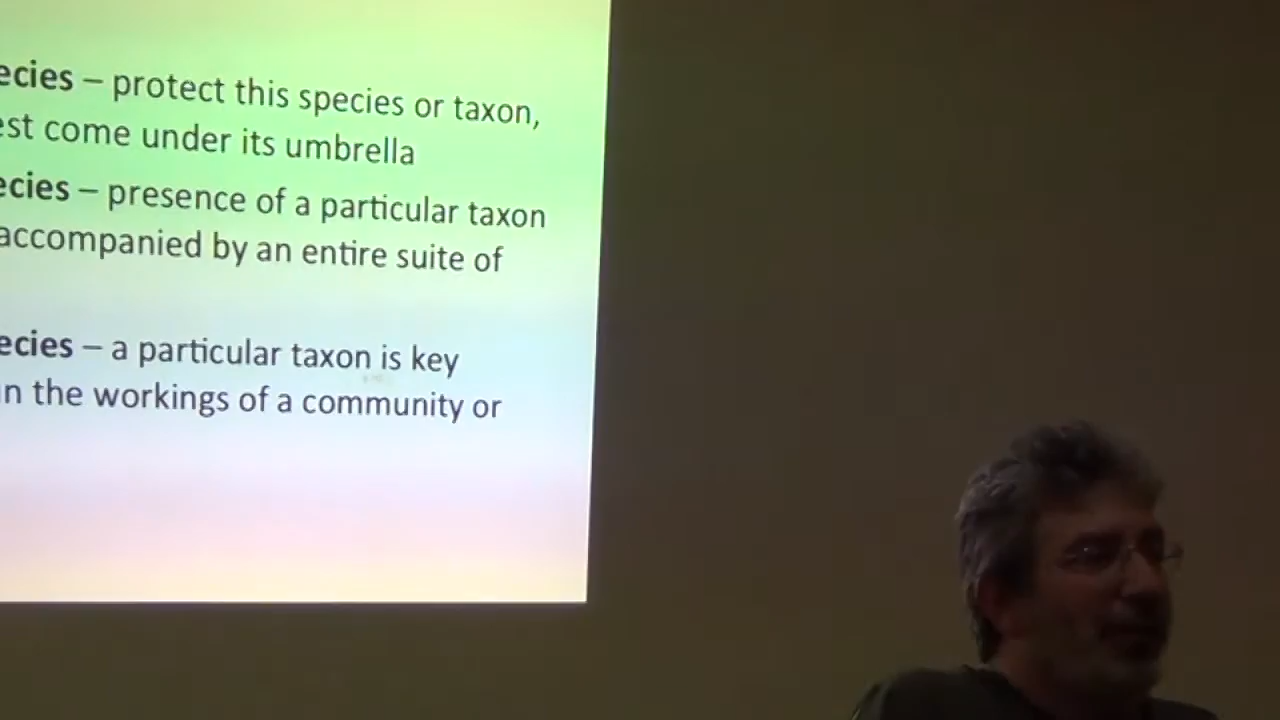 ecies – protect this species or taxon,
est come under its umbrella
ecies – presence of a particular taxon
accompanied by an entire suite of
ecies – a particular taxon is key
in the workings of a community or